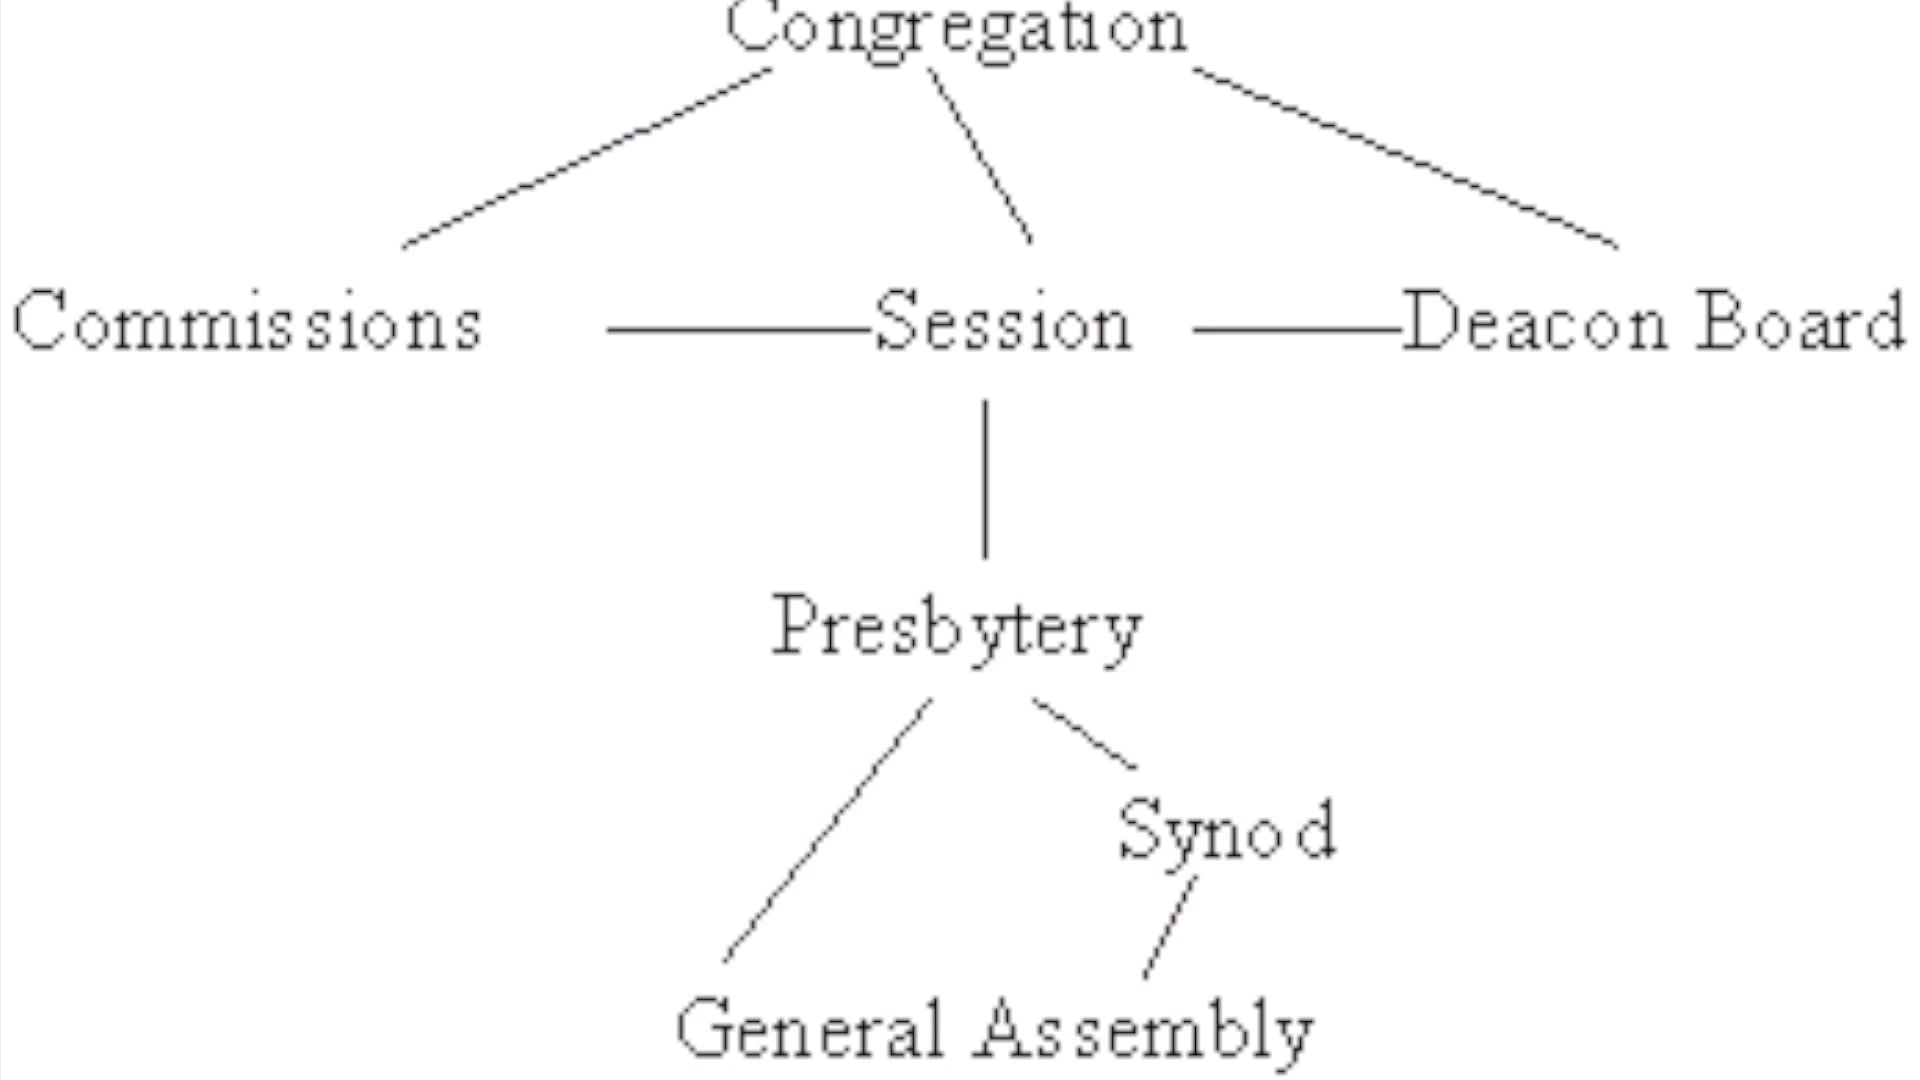 Congregation
Commissions Session Deacon Board
Presbytery
Synod
General Assembly